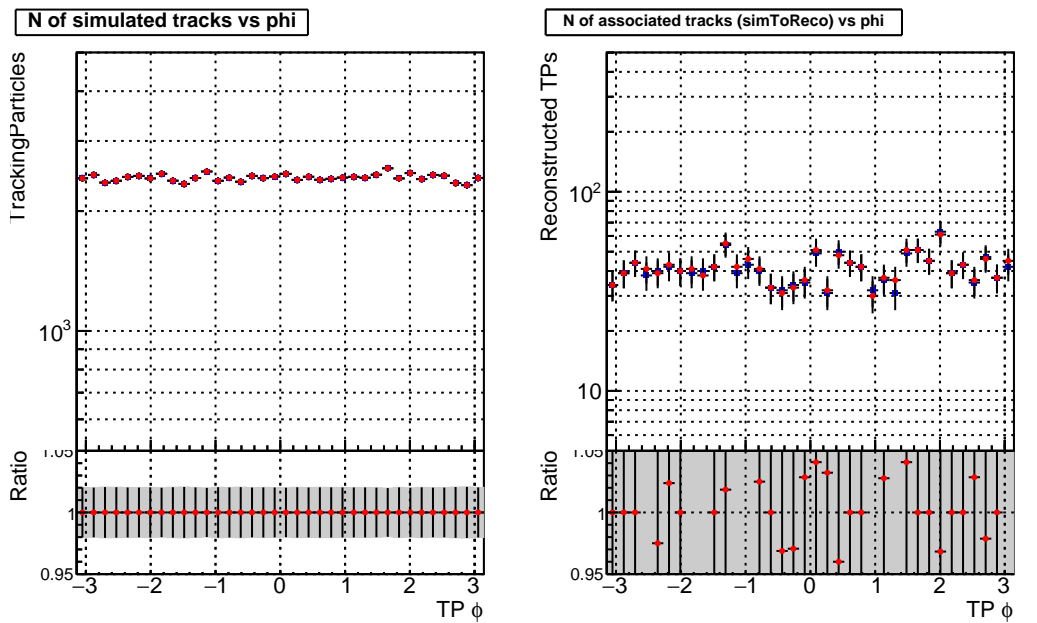 N of simulated tracks vs phi
TrackingParticles
10³
Ratio
1.05
1
0.95
−3 −2 −1 0 1 2 3
TP ϕ
N of associated tracks (simToReco) vs phi
Reconstructed TPs
10²
10
Ratio
1.05
1
0.95
−3 −2 −1 0 1 2 3
TP ϕ